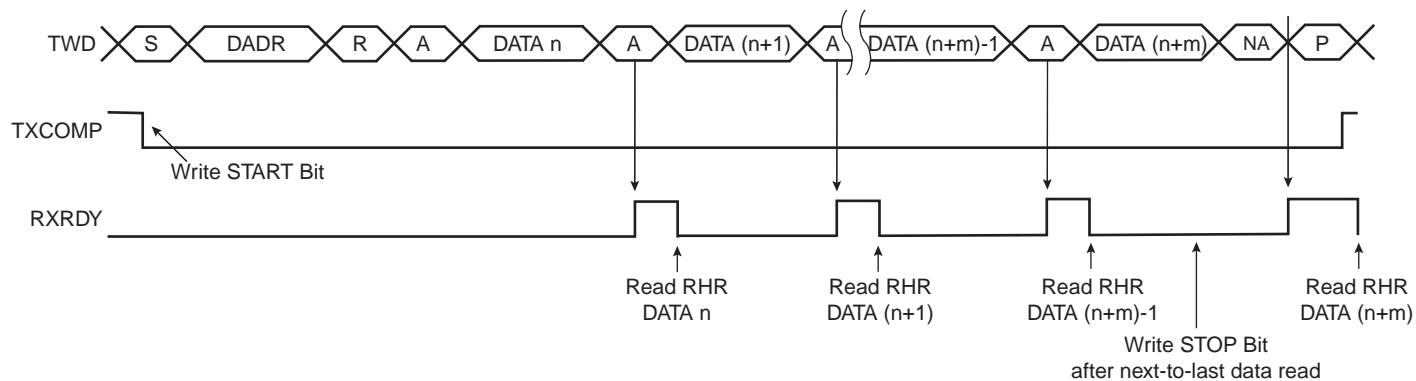 TWD S DADR R A DATA n A DATA (n+1) A DATA (n+m)-1 A DATA (n+m) NA P
TXCOMP
Write START Bit
RXRDY
Read RHR Read RHR Read RHR Read RHR
DATA n DATA (n+1) DATA (n+m)-1 DATA (n+m)
Write STOP Bit
after next-to-last data read